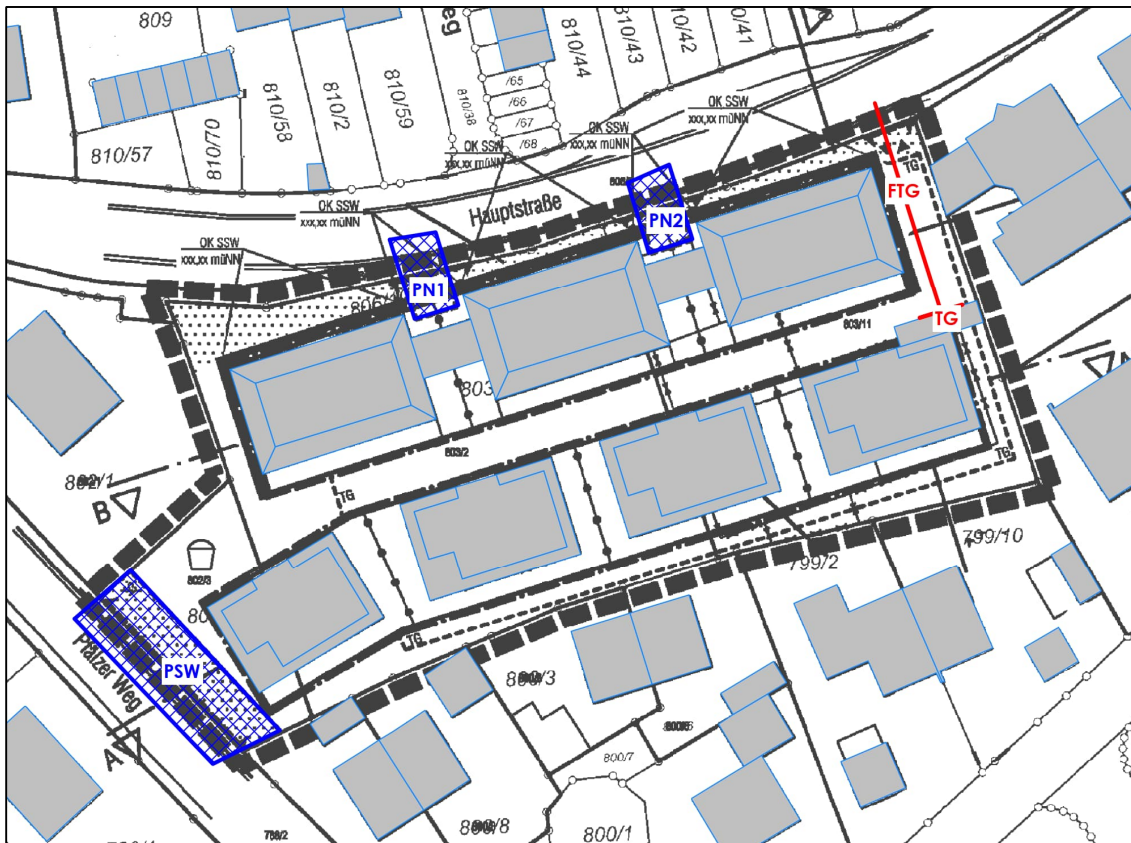 809
810/57
810/70
810/58
810/2
810/59
810/38
eg
/65
/66
/67
/68
810/44
810/43
810/42
810/41
OK SSW
xxx,xx müNN
OK SSW
xxx,xx müNN
OK SSW
xxx,xx müNN
OK SSW
xxx,xx müNN
OK SSW
xxx,xx müNN
Hauptstraße
PN2
PN1
FTG
TG
TG
803/11
803
803/2
TG
TG
TG
B
802/3
PSW
Pfälzer Weg
A
799/2
799/10
800/7
800/1
788/2